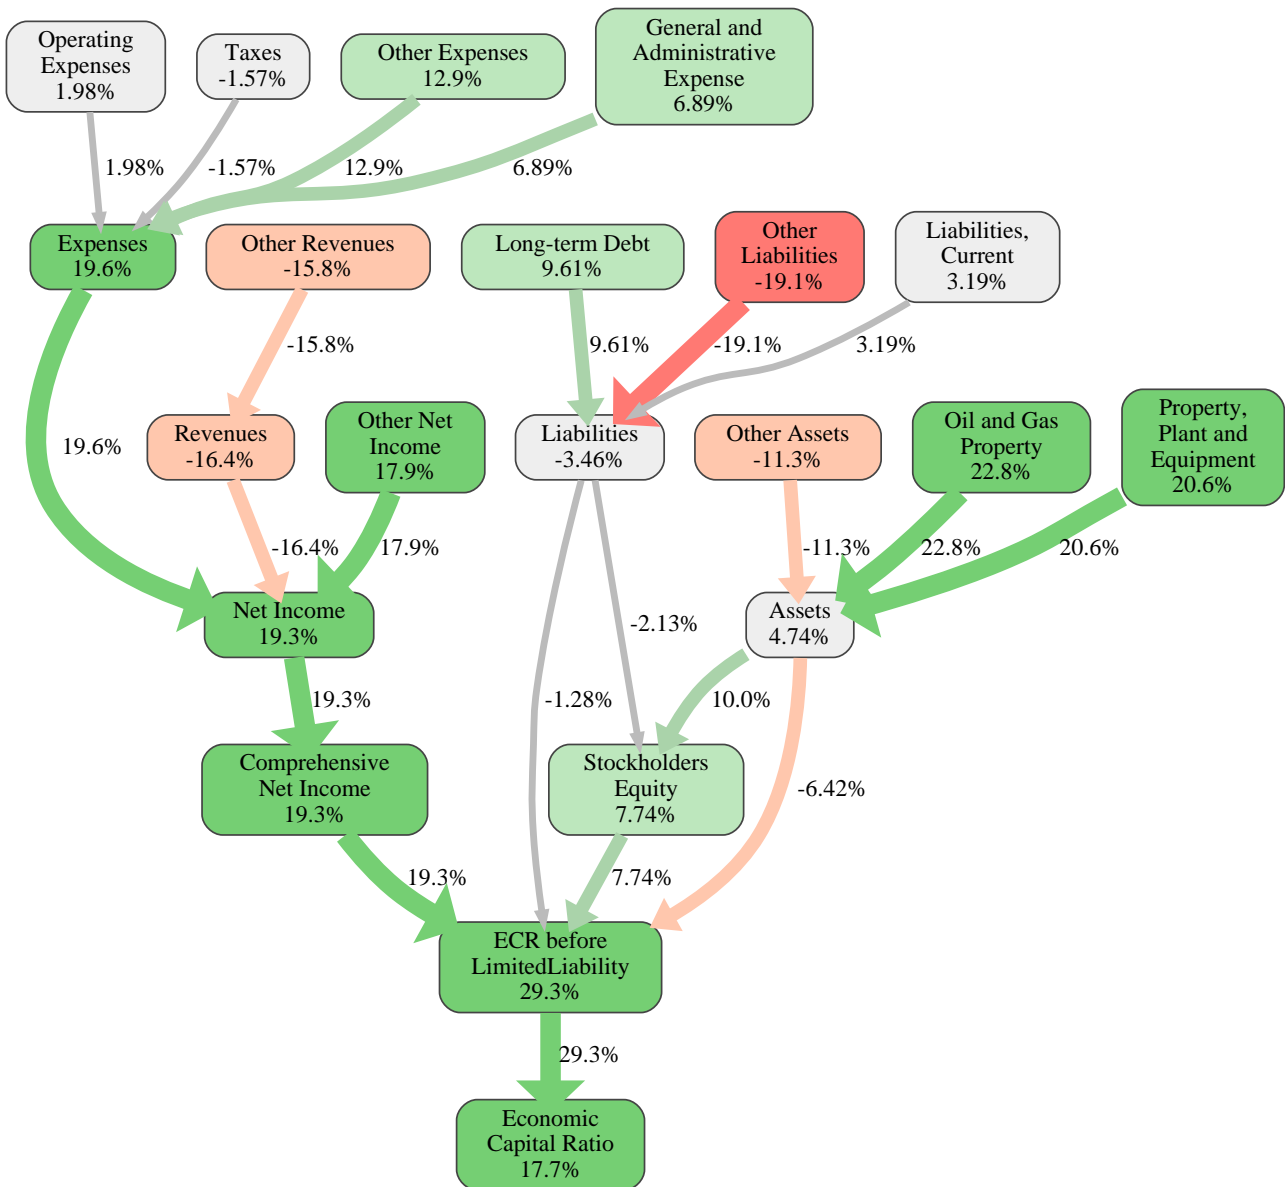 Operating
Expenses
1.98%
Taxes
-1.57%
Other Expenses
12.9%
General and
Administrative
Expense
6.89%
1.98%
-1.57%
12.9%
6.89%
Expenses
19.6%
Other Revenues
-15.8%
Long-term Debt
9.61%
Other
Liabilities
-19.1%
Liabilities,
Current
3.19%
-15.8%
9.61%
-19.1%
3.19%
19.6%
Revenues
-16.4%
Other Net
Income
17.9%
Liabilities
-3.46%
Other Assets
-11.3%
Oil and Gas
Property
22.8%
Property,
Plant and
Equipment
20.6%
-16.4%
17.9%
-11.3%
22.8%
20.6%
Net Income
19.3%
-2.13%
Assets
4.74%
19.3%
-1.28%
10.0%
Comprehensive
Net Income
19.3%
Stockholders
Equity
7.74%
-6.42%
19.3%
7.74%
ECR before
LimitedLiability
29.3%
29.3%
Economic
Capital Ratio
17.7%